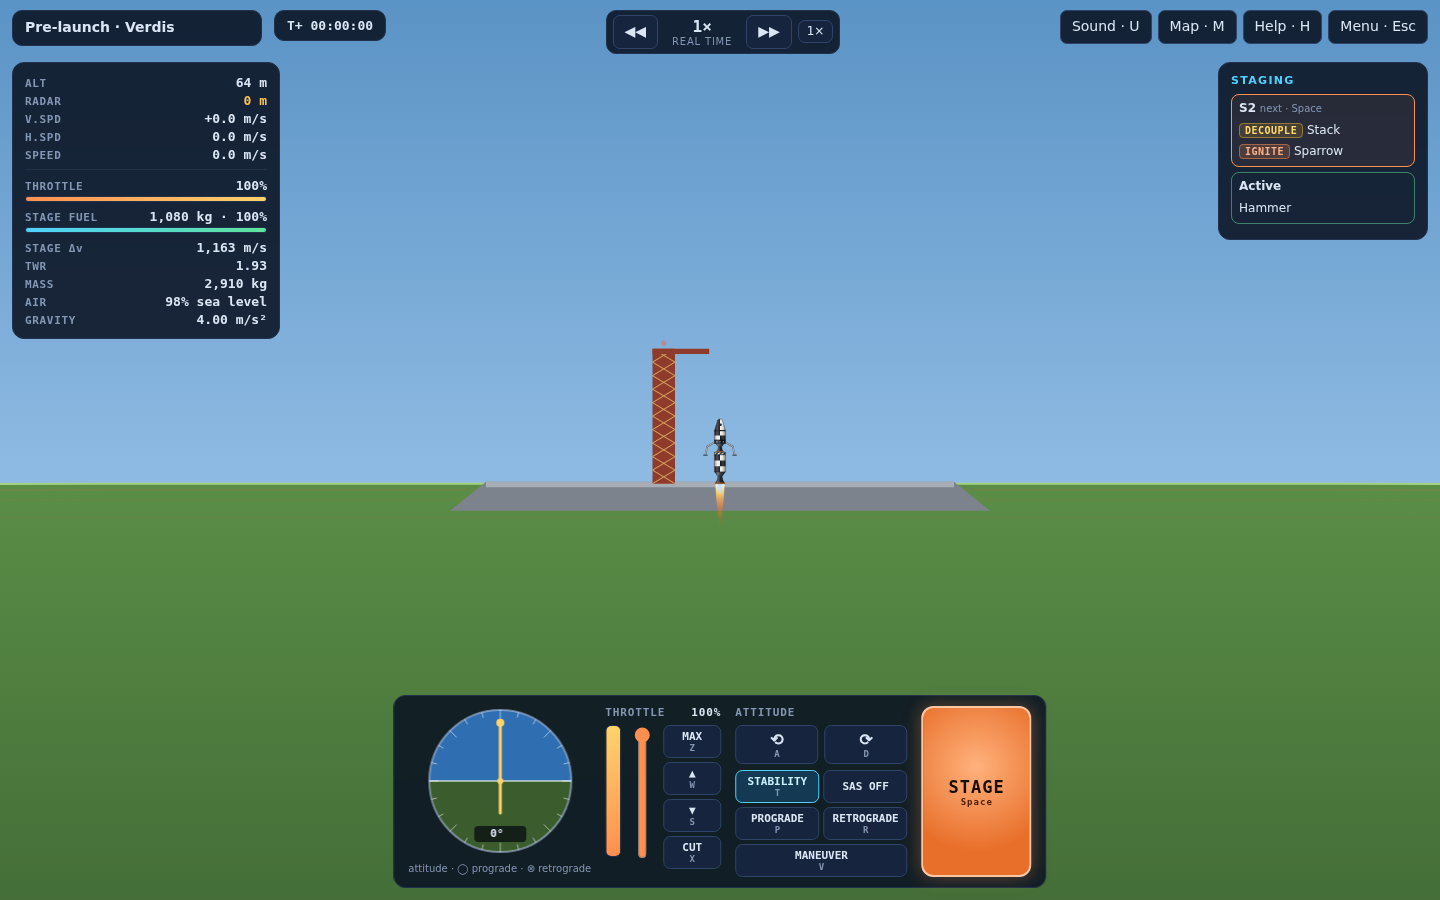 Pre-launch · Verdis
T+ 00:00:00
◀◀
1×
REAL TIME
▶▶
1×
Sound · U
Map · M
Help · H
Menu · Esc
ALT 64 m
RADAR 0 m
V.SPD +0.0 m/s
H.SPD 0.0 m/s
SPEED 0.0 m/s
THROTTLE 100%
STAGE FUEL 1,080 kg · 100%
STAGE Δv 1,163 m/s
TWR 1.93
MASS 2,910 kg
AIR 98% sea level
GRAVITY 4.00 m/s²
STAGING
S2 next · Space
DECOUPLE Stack
IGNITE Sparrow
Active
Hammer
0°
attitude · ◯ prograde · ⊗ retrograde
THROTTLE 100%
MAX
Z
▲
W
▼
S
CUT
X
ATTITUDE
⟲
A
⟳
D
STABILITY
T
SAS OFF
PROGRADE
P
RETROGRADE
R
MANEUVER
V
STAGE
Space